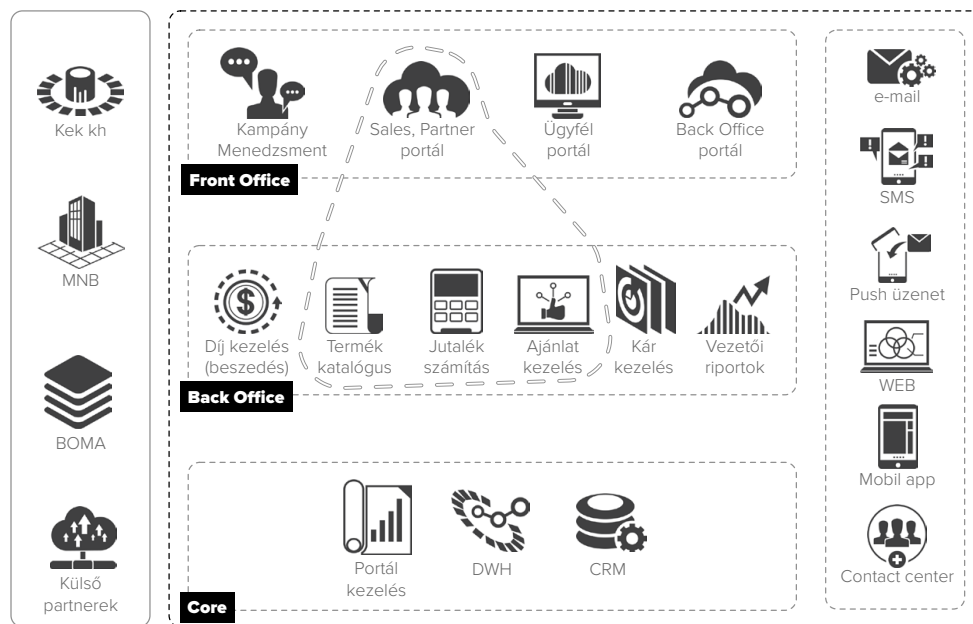 Kek kh
MNB
BOMA
Külső
partnerek
Kampány
Menedzsment
Sales, Partner
portál
Ügyfél
portál
Back Office
portál
Front Office
Díj kezelés
(beszedés)
Termék
katalógus
Jutalék
számítás
Ajánlat
kezelés
Kár
kezelés
Vezetői
riportok
Back Office
Portál
kezelés
DWH
CRM
Core
e-mail
SMS
Push üzenet
WEB
Mobil app
Contact center